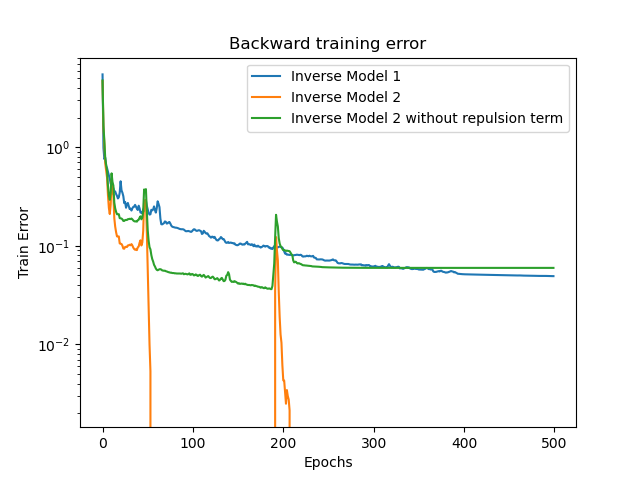 Backward training error
Inverse Model 1
Inverse Model 2
Inverse Model 2 without repulsion term
Train Error
10⁰
10⁻¹
10⁻²
0 100 200 300 400 500
Epochs